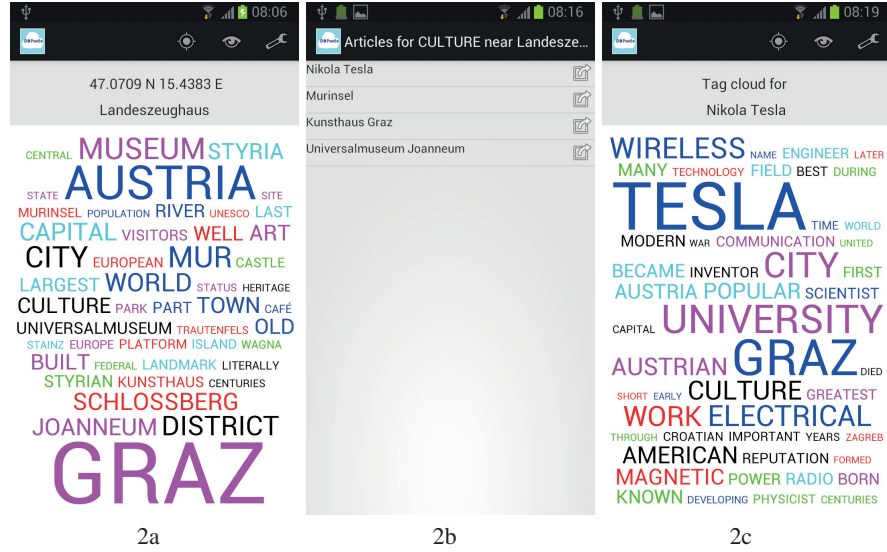 08:06
DBPedia
47.0709 N 15.4383 E
Landeszeughaus
CENTRAL MUSEUM STYRIA
STATE AUSTRIA SITE
MURINSEL POPULATION RIVER UNESCO LAST
CAPITAL VISITORS WELL ART
CITY EUROPEAN MUR CASTLE
LARGEST WORLD STATUS HERITAGE
CULTURE PARK PART TOWN CAFÉ
UNIVERSALMUSEUM TRAUTENFELS OLD
STAINZ EUROPE PLATFORM ISLAND WAGNA
BUILT FEDERAL LANDMARK LITERALLY
STYRIAN KUNSTHAUS CENTURIES
SCHLOSSBERG
JOANNEUM DISTRICT
GRAZ
2a
08:16
DBPedia
Articles for CULTURE near Landesze...
Nikola Tesla
Murinsel
Kunsthaus Graz
Universalmuseum Joanneum
2b
08:19
DBPedia
Tag cloud for
Nikola Tesla
WIRELESS NAME ENGINEER LATER
MANY TECHNOLOGY FIELD BEST DURING
TESLA TIME WORLD
MODERN WAR COMMUNICATION UNITED
BECAME INVENTOR CITY FIRST
AUSTRIA POPULAR SCIENTIST
CAPITAL UNIVERSITY
AUSTRIAN GRAZ DIED
SHORT EARLY CULTURE GREATEST
WORK ELECTRICAL
THROUGH CROATIAN IMPORTANT YEARS ZAGREB
AMERICAN REPUTATION FORMED
MAGNETIC POWER RADIO BORN
KNOWN DEVELOPING PHYSICIST CENTURIES
2c